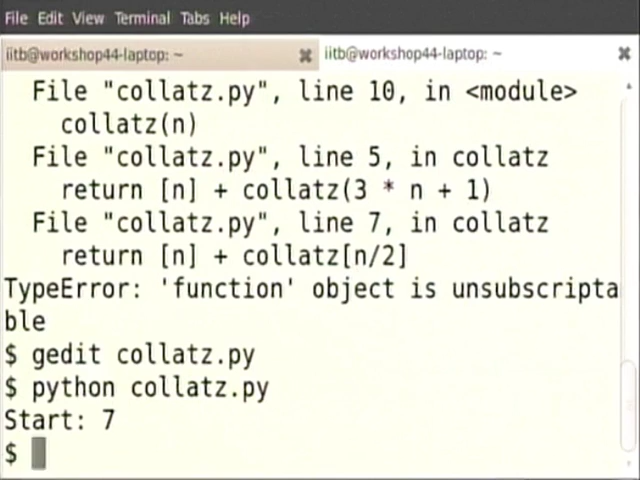 File Edit View Terminal Tabs Help
iitb@workshop44-laptop: ~ iitb@workshop44-laptop: ~
File "collatz.py", line 10, in <module>
collatz(n)
File "collatz.py", line 5, in collatz
return [n] + collatz(3 * n + 1)
File "collatz.py", line 7, in collatz
return [n] + collatz[n/2]
TypeError: 'function' object is unsubscripta
ble
$ gedit collatz.py
$ python collatz.py
Start: 7
$